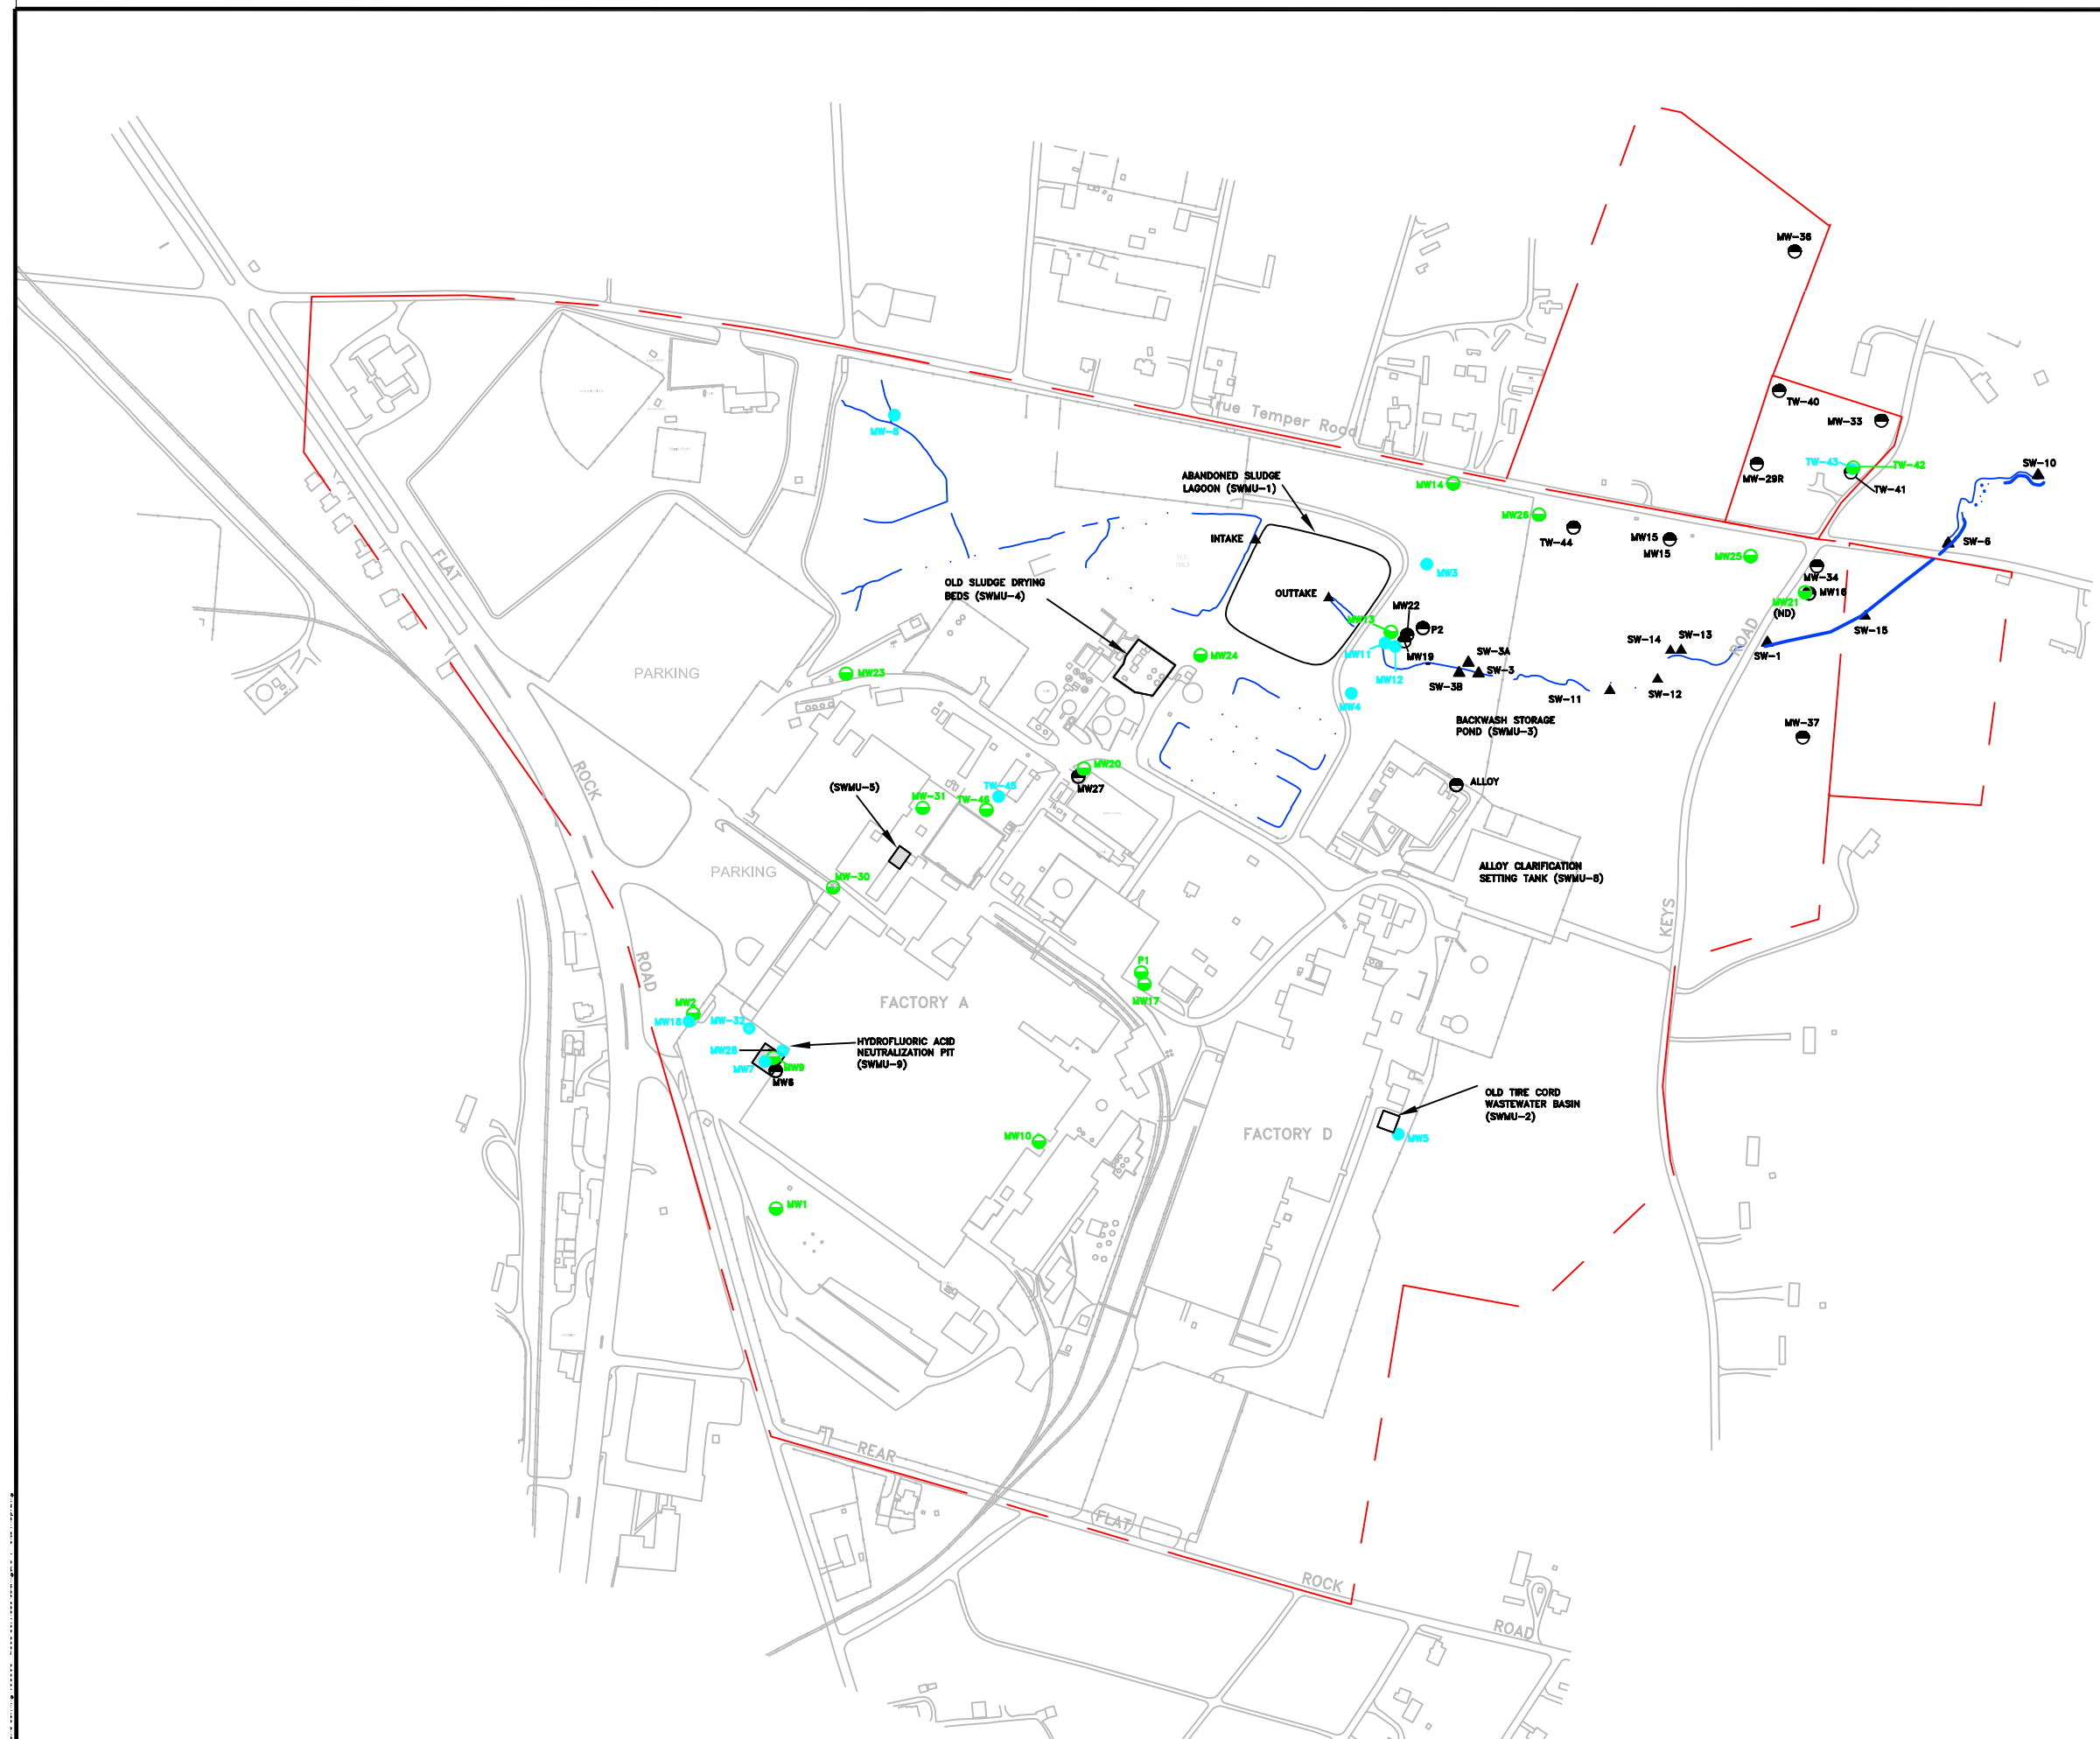 MW-36
TW-40
MW-33
True Temper Road
MW-8
ABANDONED SLUDGE
LAGOON (SWMU-1)
MW14
MW-29R
TW-43
TW-42
TW-41
SW-10
MW26
TW-44
MW15
MW15
MW25
SW-6
INTAKE
FLAT
MW3
OLD SLUDGE DRYING
BEDS (SWMU-4)
OUTTAKE
MW-34
MW16
MW21
(ND)
MW22
MW13
P2
SW-15
ROAD
SW-14
SW-13
SW-1
MW24
MW11
MW19
SW-3A
SW-3
MW12
SW-3B
SW-12
SW-11
MW4
PARKING
MW23
BACKWASH STORAGE
POND (SWMU-3)
MW-37
ROCK
MW20
MW27
ALLOY
(SWMU-5)
TW-45
MW-31
TW-46
PARKING
MW-30
ALLOY CLARIFICATION
SETTING TANK (SWMU-8)
KEYS
ROAD
P1
MW17
FACTORY A
MW2
MW18
MW-32
HYDROFLUORIC ACID
NEUTRALIZATION PIT
(SWMU-9)
MW28
MW7
MW9
MW6
OLD TIRE CORD
WASTEWATER BASIN
(SWMU-2)
MW10
FACTORY D
MW5
MW1
REAR
FLAT
ROCK
ROAD